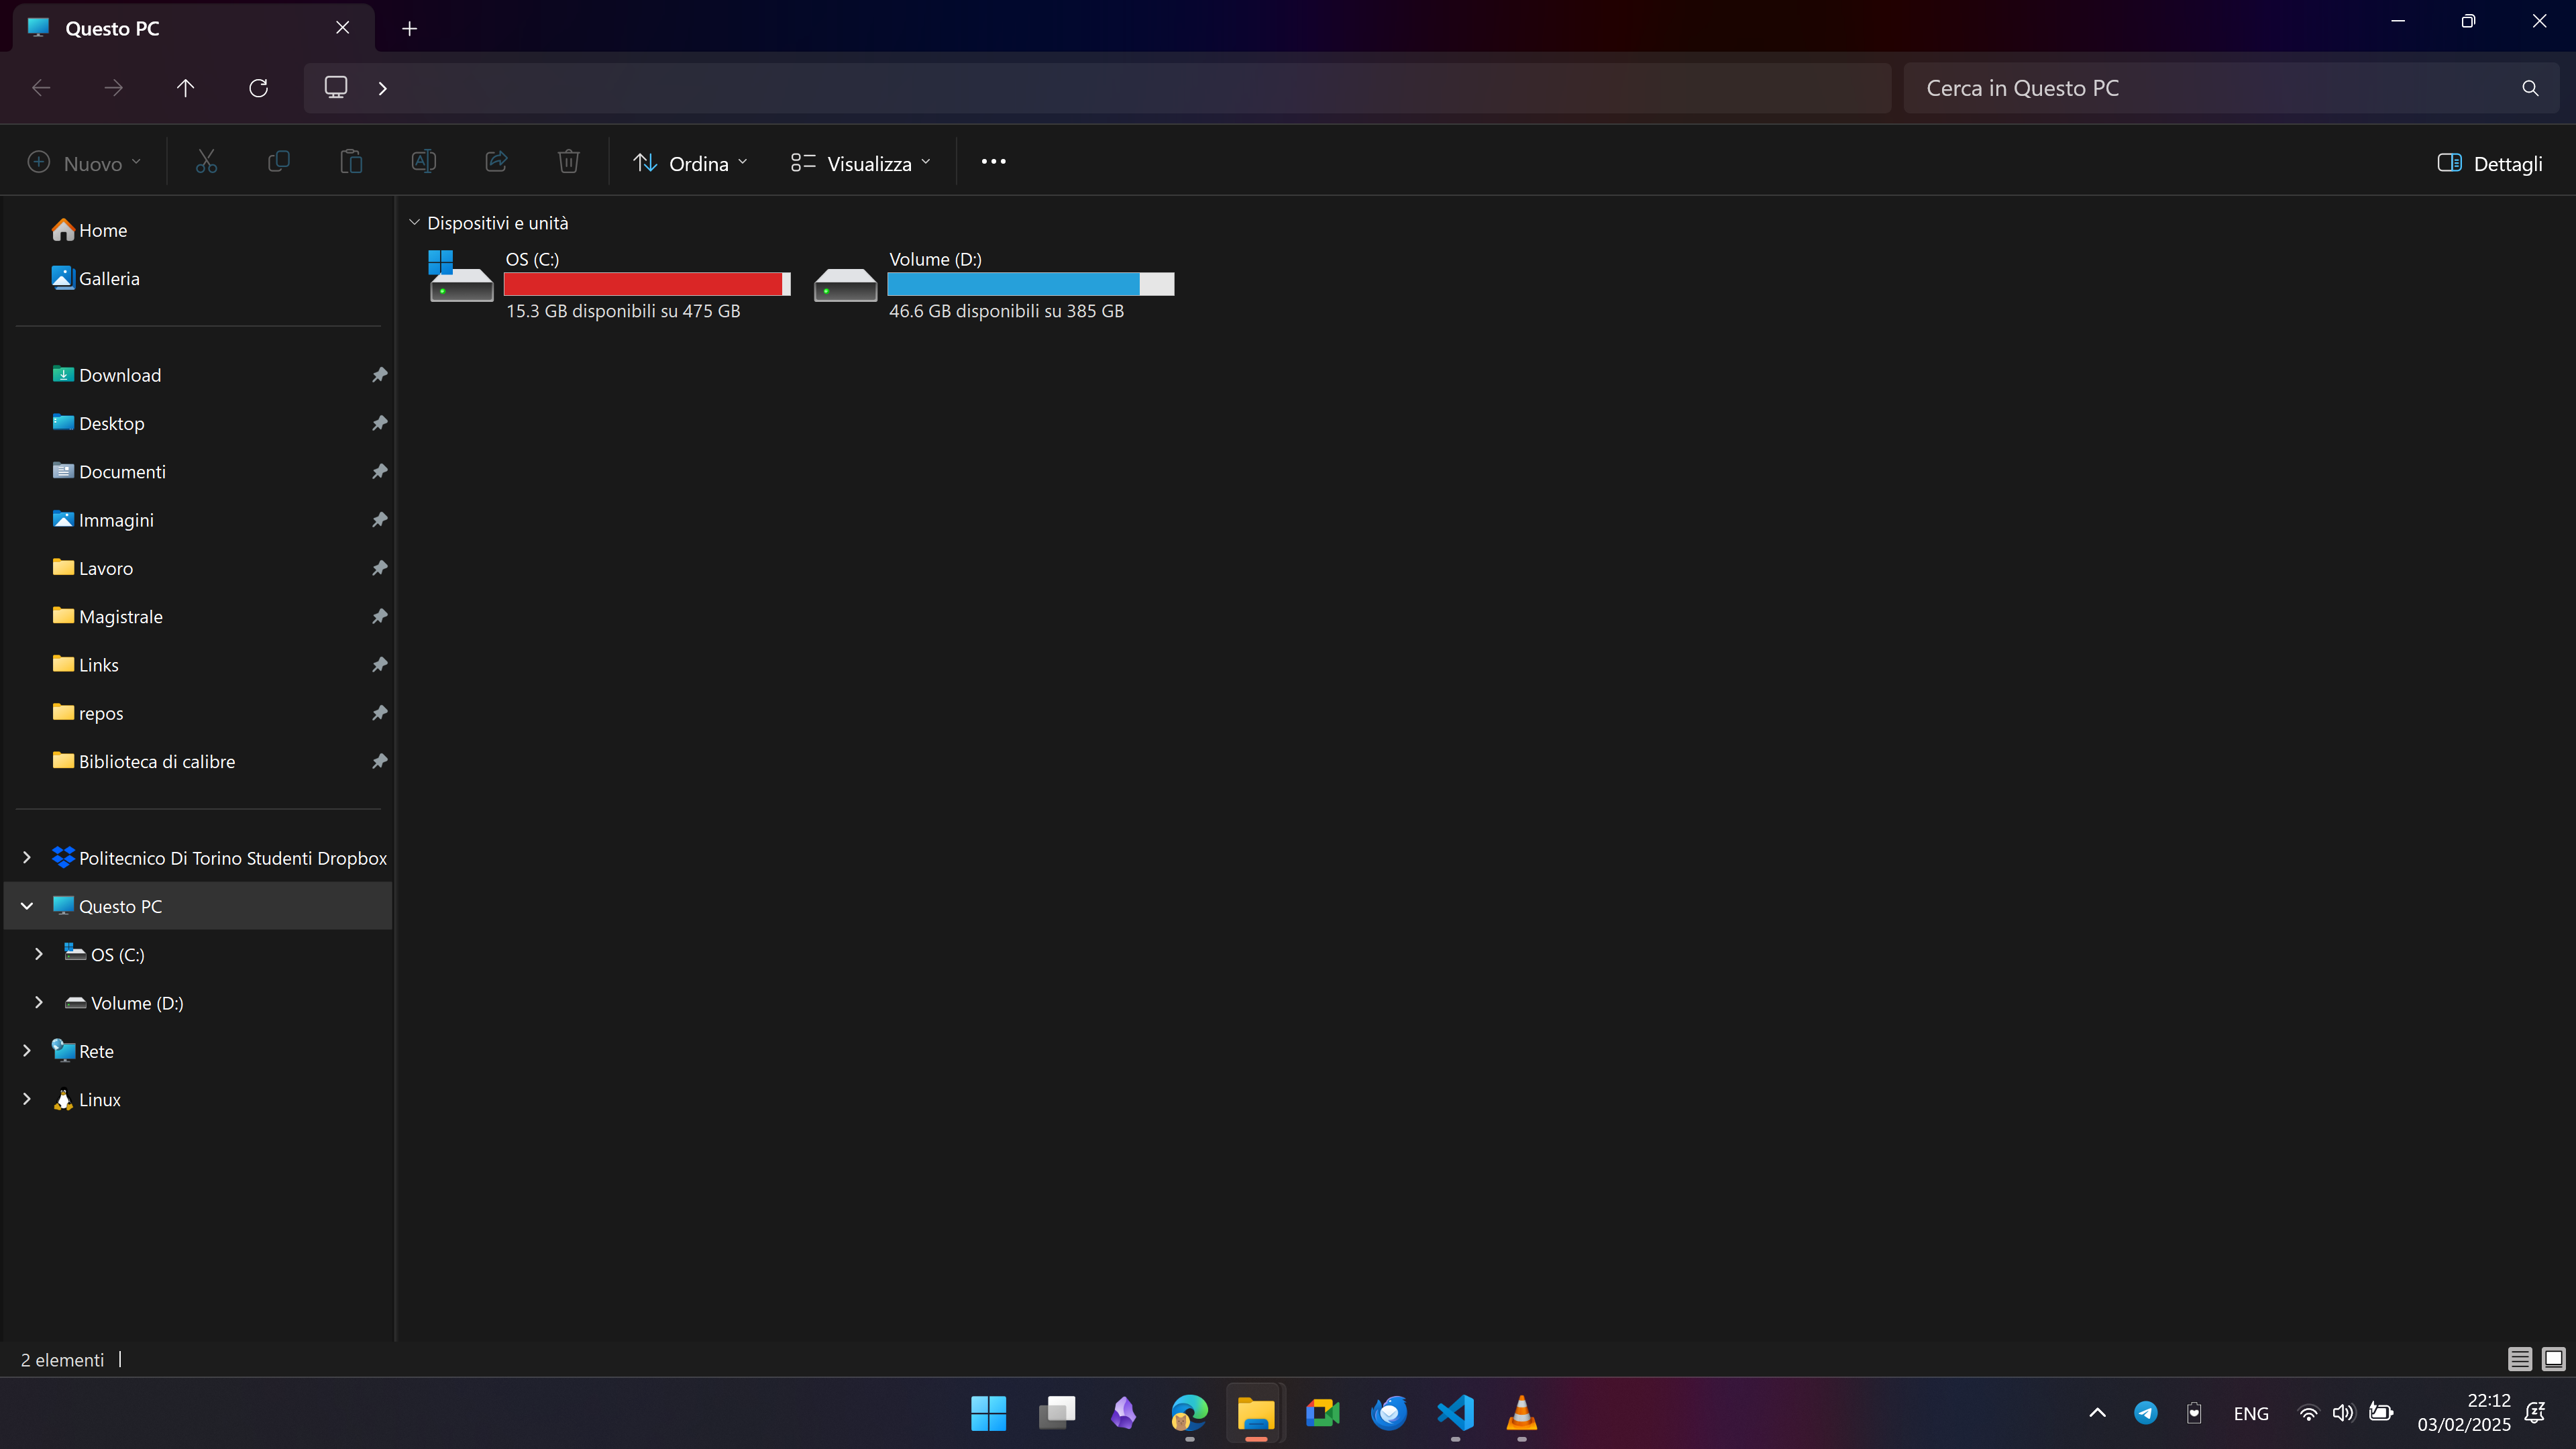 Questo PC
Cerca in Questo PC
Nuovo
Ordina
Visualizza
Dettagli
Home
Galleria
Download
Desktop
Documenti
Immagini
Lavoro
Magistrale
Links
repos
Biblioteca di calibre
Politecnico Di Torino Studenti Dropbox
Questo PC
OS (C:)
Volume (D:)
Rete
Linux
Dispositivi e unità
OS (C:)
15.3 GB disponibili su 475 GB
Volume (D:)
46.6 GB disponibili su 385 GB
2 elementi
ENG
22:12
03/02/2025